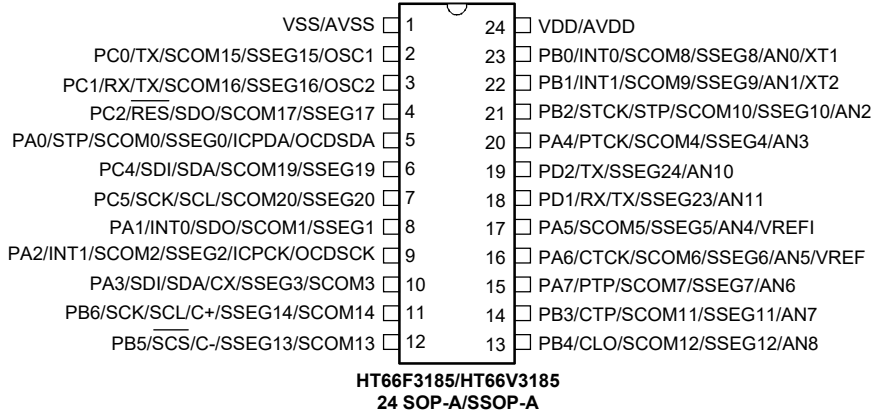 VSS/AVSS 1 24 VDD/AVDD
PC0/TX/SCOM15/SSEG15/OSC1 2 23 PB0/INT0/SCOM8/SSEG8/AN0/XT1
PC1/RX/TX/SCOM16/SSEG16/OSC2 3 22 PB1/INT1/SCOM9/SSEG9/AN1/XT2
PC2/RES/SDO/SCOM17/SSEG17 4 21 PB2/STCK/STP/SCOM10/SSEG10/AN2
PA0/STP/SCOM0/SSEG0/ICPDA/OCDSDA 5 20 PA4/PTCK/SCOM4/SSEG4/AN3
PC4/SDI/SDA/SCOM19/SSEG19 6 19 PD2/TX/SSEG24/AN10
PC5/SCK/SCL/SCOM20/SSEG20 7 18 PD1/RX/TX/SSEG23/AN11
PA1/INT0/SDO/SCOM1/SSEG1 8 17 PA5/SCOM5/SSEG5/AN4/VREFI
PA2/INT1/SCOM2/SSEG2/ICPCK/OCDSCK 9 16 PA6/CTCK/SCOM6/SSEG6/AN5/VREF
PA3/SDI/SDA/CX/SSEG3/SCOM3 10 15 PA7/PTP/SCOM7/SSEG7/AN6
PB6/SCK/SCL/C+/SSEG14/SCOM14 11 14 PB3/CTP/SCOM11/SSEG11/AN7
PB5/SCS/C-/SSEG13/SCOM13 12 13 PB4/CLO/SCOM12/SSEG12/AN8
HT66F3185/HT66V3185
24 SOP-A/SSOP-A